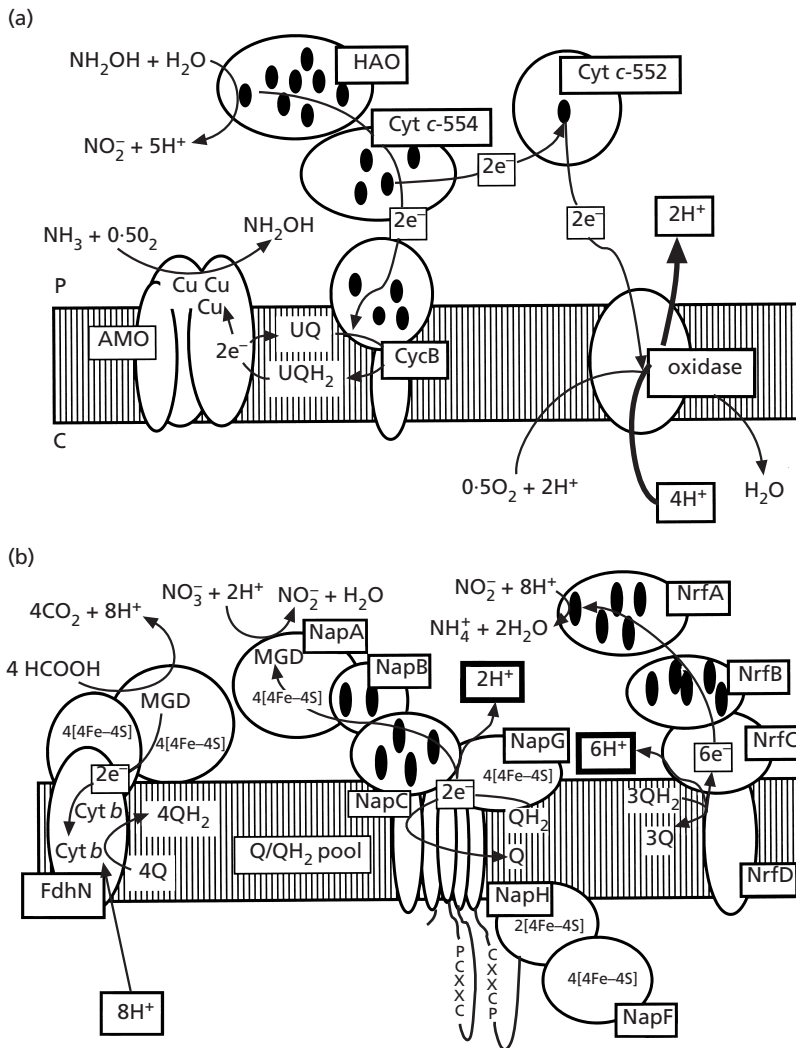 (a)
NH₂OH + H₂O
HAO
Cyt c-552
NO₂⁻ + 5H⁺
Cyt c-554
2e⁻
2e⁻
2e⁻
2H⁺
NH₃ + 0·50₂
NH₂OH
P
Cu Cu
Cu
AMO
2e⁻
UQ
UQH₂
CycB
oxidase
C
0·5O₂ + 2H⁺
4H⁺
H₂O
(b)
4CO₂ + 8H⁺
NO₃⁻ + 2H⁺
NO₂⁻ + H₂O
NO₂⁻ + 8H⁺
NH₄⁺ + 2H₂O
NrfA
4 HCOOH
MGD
4[4Fe–4S]
4[4Fe–4S]
NapA
MGD
4[4Fe–4S]
NapB
2H⁺
NrfB
NapG
4[4Fe–4S]
6H⁺
6e⁻
NrfC
2e⁻
Cyt b
Cyt b
4QH₂
4Q
FdhN
Q/QH₂ pool
NapC
2e⁻
QH₂
Q
3QH₂
3Q
NrfD
NapH
2[4Fe–4S]
PCXXC
CXXCP
4[4Fe–4S]
NapF
8H⁺